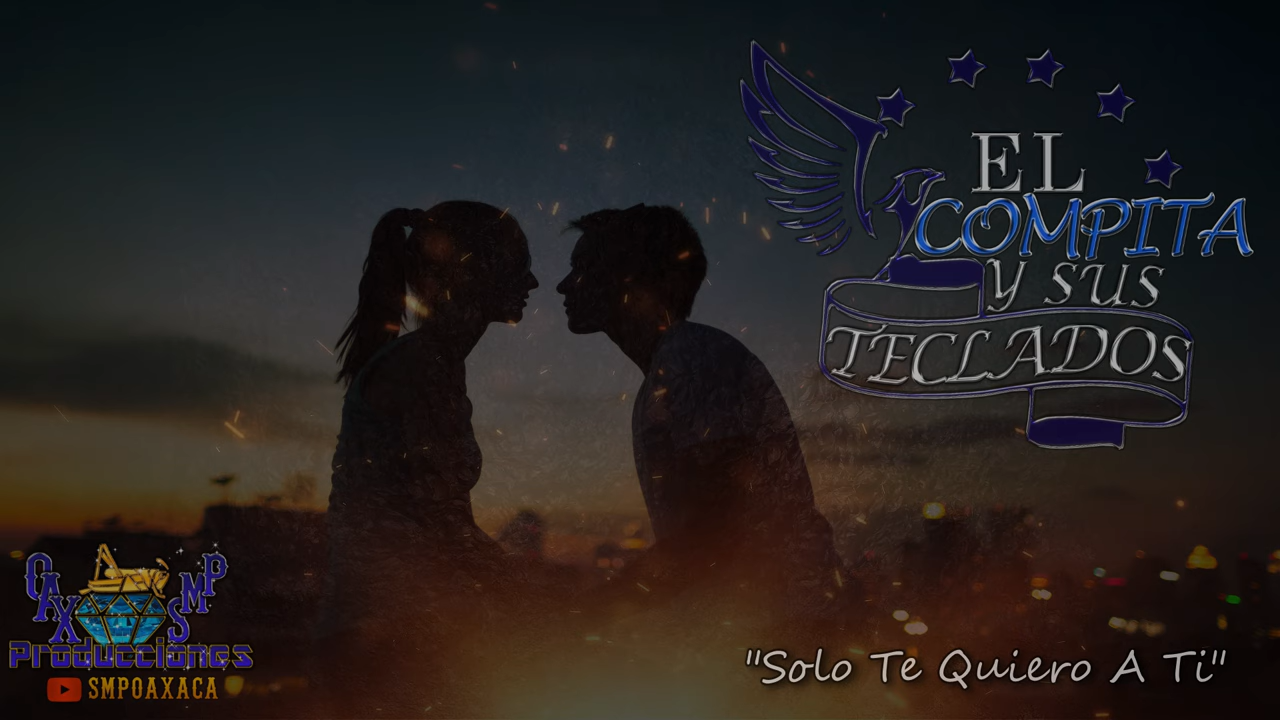 EL
COMPITA
Y SUS
TECLADOS
OAX SMP
Producciones
SMPOAXACA
"Solo Te Quiero A Ti"